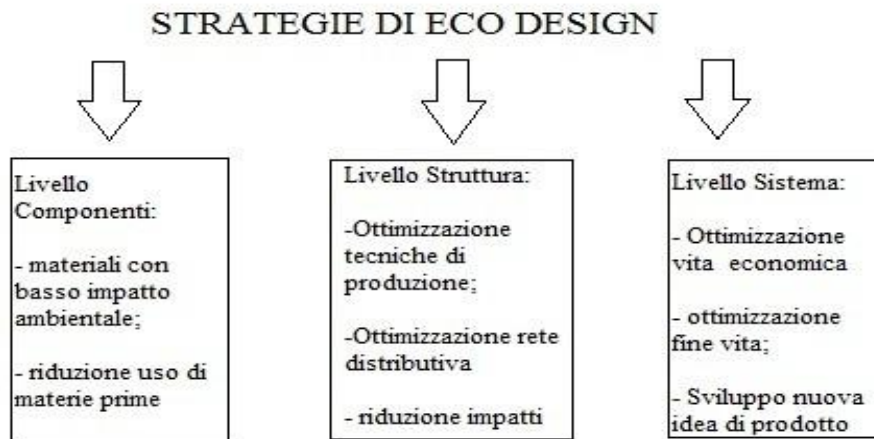 STRATEGIE DI ECO DESIGN
Livello
Componenti:
- materiali con
basso impatto
ambientale;
- riduzione uso di
materie prime
Livello Struttura:
-Ottimizzazione
tecniche di
produzione;
-Ottimizzazione rete
distributiva
- riduzione impatti
Livello Sistema:
- Ottimizzazione
vita economica
- ottimizzazione
fine vita;
- Sviluppo nuova
idea di prodotto